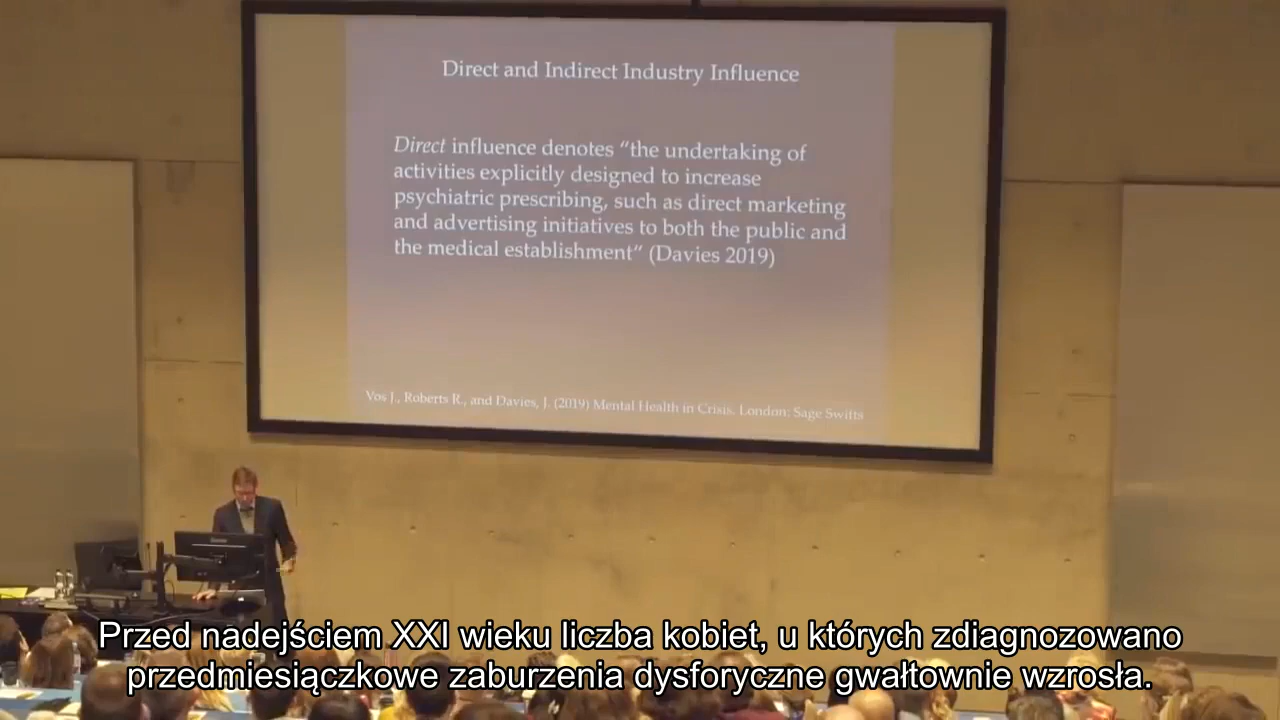 Direct and Indirect Industry Influence
Direct influence denotes “the undertaking of
activities explicitly designed to increase
psychiatric prescribing, such as direct marketing
and advertising initiatives to both the public and
the medical establishment“ (Davies 2019)
Vos J., Roberts R., and Davies, J. (2019) Mental Health in Crisis. London: Sage Swifts
Przed nadejściem XXI wieku liczba kobiet, u których zdiagnozowano
przedmiesiączkowe zaburzenia dysforyczne gwałtownie wzrosła.